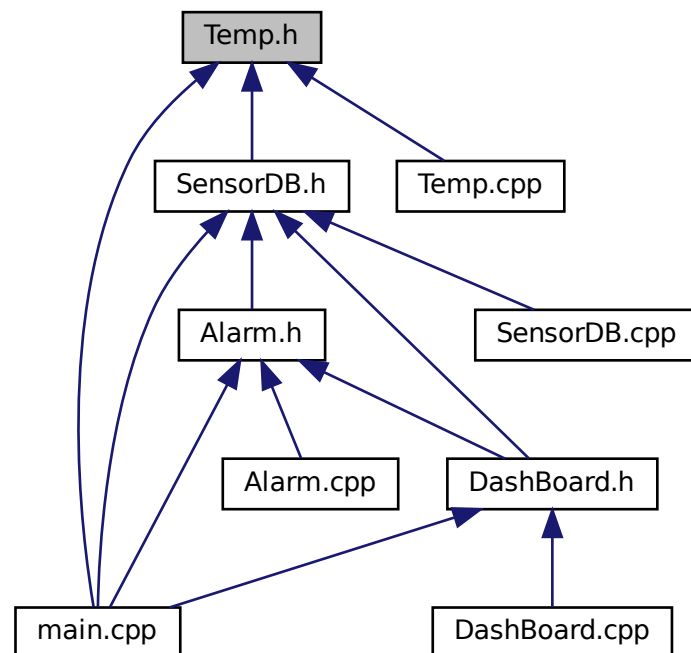 Temp.h
SensorDB.h
Temp.cpp
Alarm.h
SensorDB.cpp
Alarm.cpp
DashBoard.h
main.cpp
DashBoard.cpp